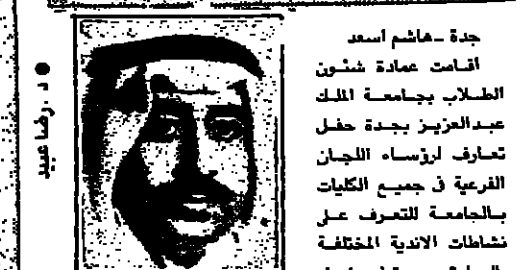 جدة - هاشم اسعد
أقامت عمادة شئون
الطلاب بجامعة الملك
عبدالعزيز بجدة حفل
تعارف لرؤساء اللجان
الفرعية في جميع الكليات
بالجامعة للتعرف على
نشاطات الاندية المختلفة
● د. رضا عبيد